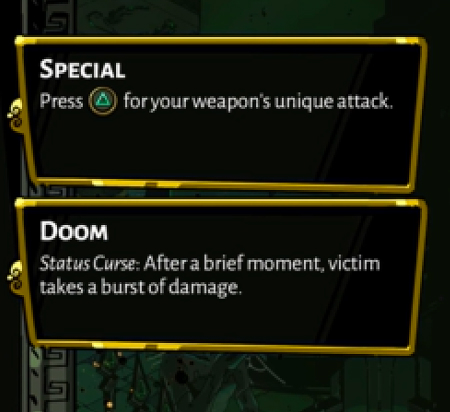 SPECIAL
Press for your weapon's unique attack.
DOOM
Status Curse: After a brief moment, victim
takes a burst of damage.